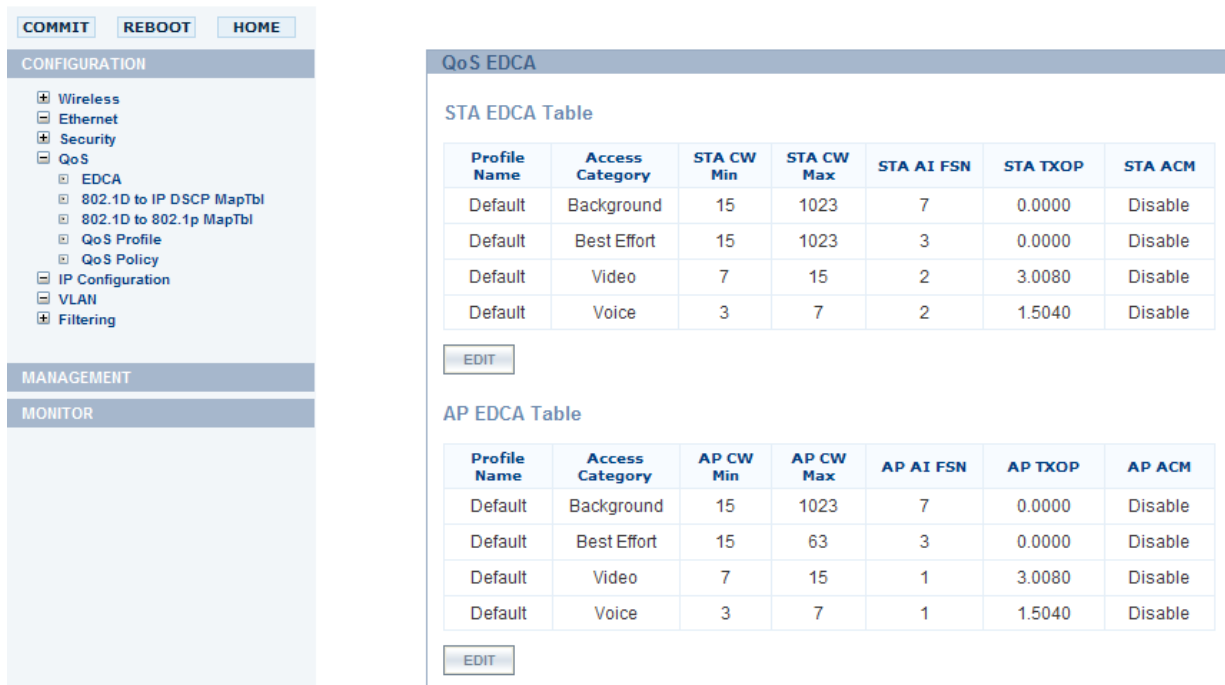 COMMIT REBOOT HOME
CONFIGURATION
Wireless
Ethernet
Security
QoS
EDCA
802.1D to IP DSCP MapTbl
802.1D to 802.1p MapTbl
QoS Profile
QoS Policy
IP Configuration
VLAN
Filtering
MANAGEMENT
MONITOR
QoS EDCA
STA EDCA Table
Profile Name Access Category STA CW Min STA CW Max STA AI FSN STA TXOP STA ACM
Default Background 15 1023 7 0.0000 Disable
Default Best Effort 15 1023 3 0.0000 Disable
Default Video 7 15 2 3.0080 Disable
Default Voice 3 7 2 1.5040 Disable
EDIT
AP EDCA Table
Profile Name Access Category AP CW Min AP CW Max AP AI FSN AP TXOP AP ACM
Default Background 15 1023 7 0.0000 Disable
Default Best Effort 15 63 3 0.0000 Disable
Default Video 7 15 1 3.0080 Disable
Default Voice 3 7 1 1.5040 Disable
EDIT